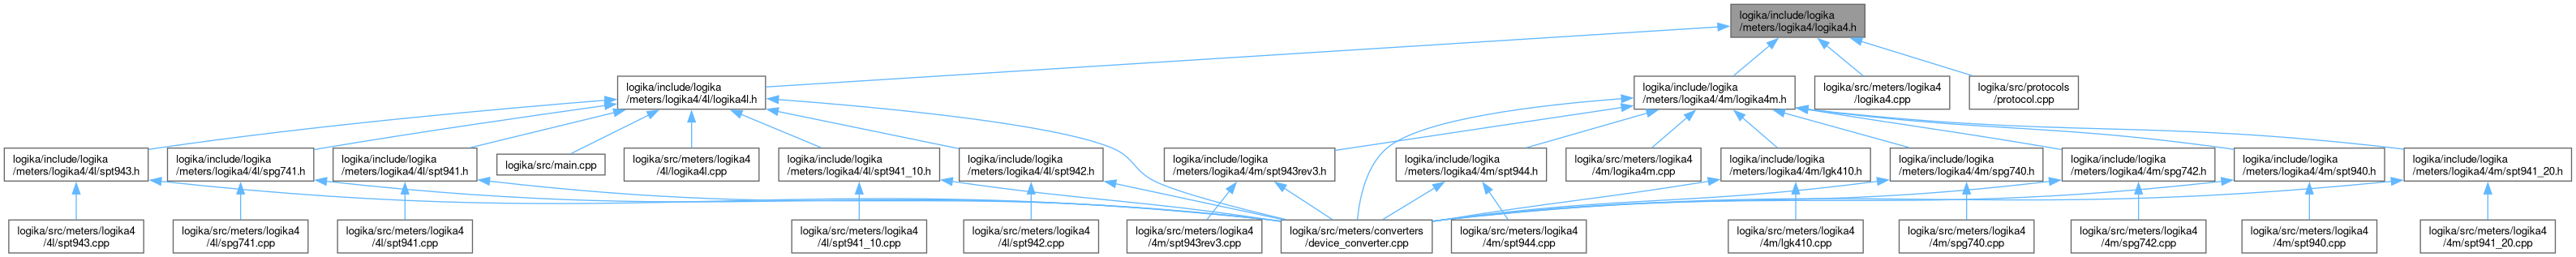 logika/include/logika
/meters/logika4/logika4.h
logika/include/logika
/meters/logika4/4l/logika4l.h
logika/include/logika
/meters/logika4/4m/logika4m.h
logika/src/meters/logika4
/logika4.cpp
logika/src/protocols
/protocol.cpp
logika/include/logika
/meters/logika4/4l/spt943.h
logika/include/logika
/meters/logika4/4l/spg741.h
logika/include/logika
/meters/logika4/4l/spt941.h
logika/src/main.cpp
logika/src/meters/logika4
/4l/logika4l.cpp
logika/include/logika
/meters/logika4/4l/spt941_10.h
logika/include/logika
/meters/logika4/4l/spt942.h
logika/include/logika
/meters/logika4/4m/spt943rev3.h
logika/include/logika
/meters/logika4/4m/spt944.h
logika/src/meters/logika4
/4m/logika4m.cpp
logika/include/logika
/meters/logika4/4m/lgk410.h
logika/include/logika
/meters/logika4/4m/spg740.h
logika/include/logika
/meters/logika4/4m/spg742.h
logika/include/logika
/meters/logika4/4m/spt940.h
logika/include/logika
/meters/logika4/4m/spt941_20.h
logika/src/meters/logika4
/4l/spt943.cpp
logika/src/meters/logika4
/4l/spg741.cpp
logika/src/meters/logika4
/4l/spt941.cpp
logika/src/meters/logika4
/4l/spt941_10.cpp
logika/src/meters/logika4
/4l/spt942.cpp
logika/src/meters/logika4
/4m/spt943rev3.cpp
logika/src/meters/converters
/device_converter.cpp
logika/src/meters/logika4
/4m/spt944.cpp
logika/src/meters/logika4
/4m/lgk410.cpp
logika/src/meters/logika4
/4m/spg740.cpp
logika/src/meters/logika4
/4m/spg742.cpp
logika/src/meters/logika4
/4m/spt940.cpp
logika/src/meters/logika4
/4m/spt941_20.cpp